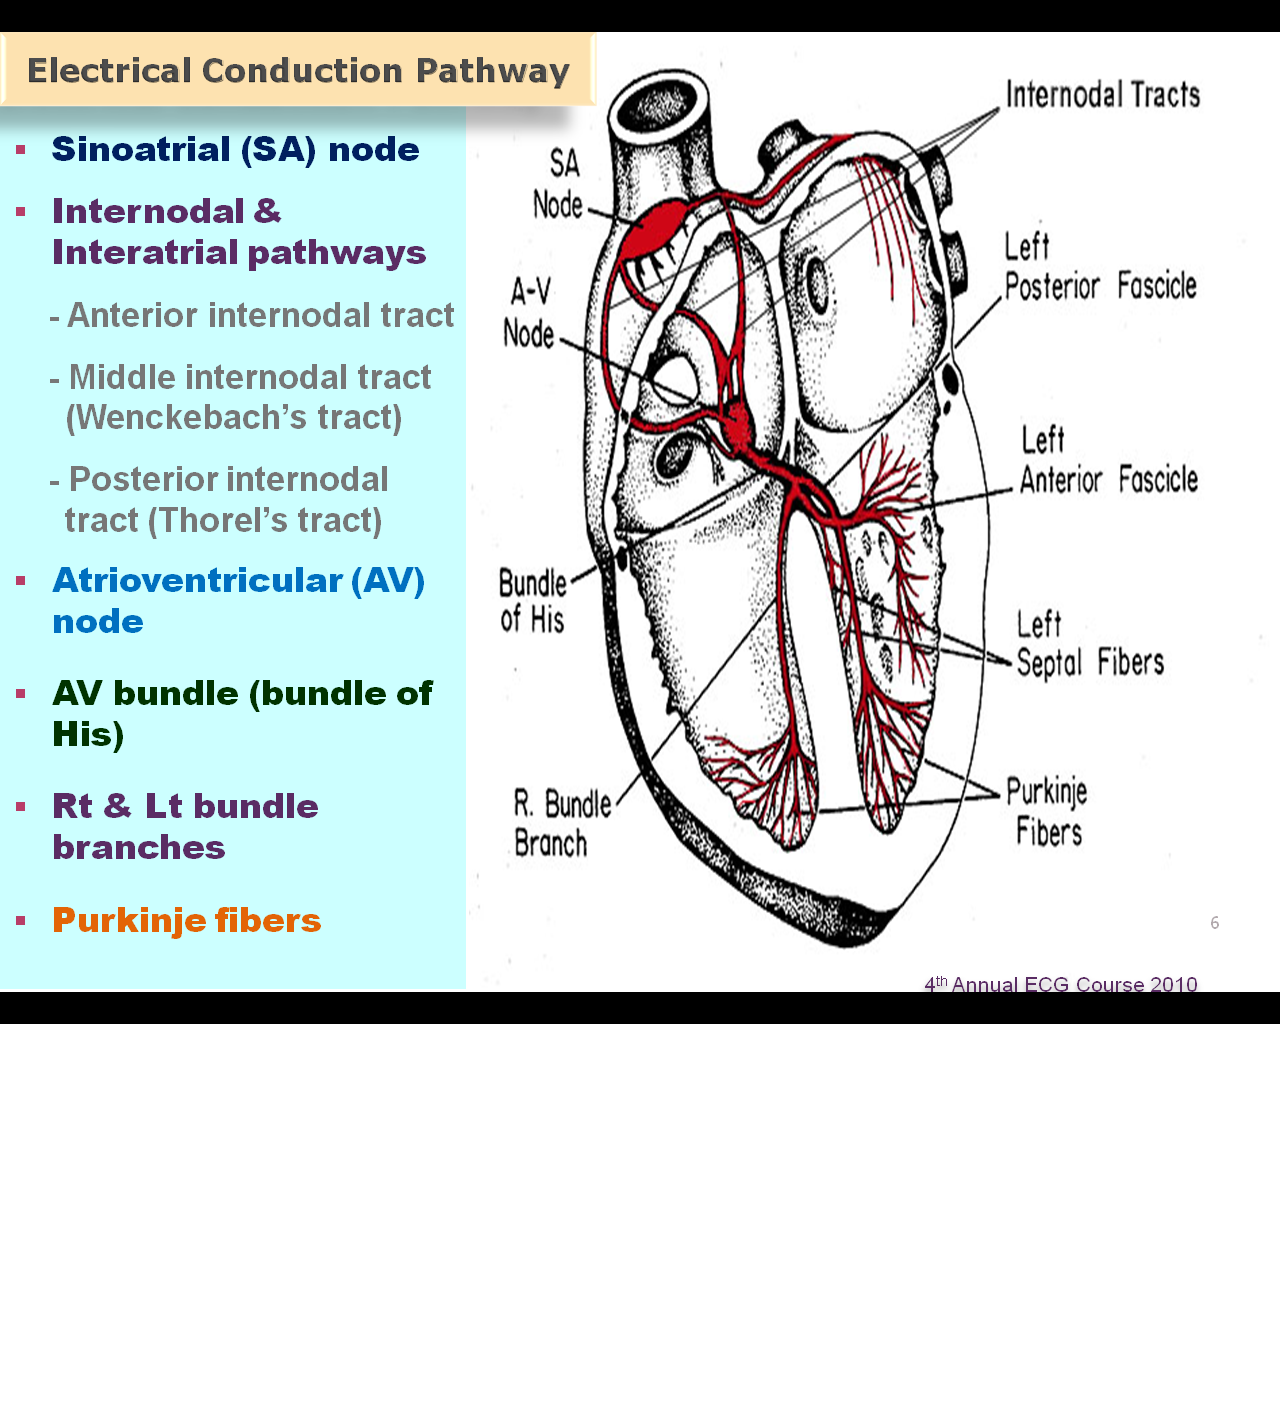 Electrical Conduction Pathway
▪ Sinoatrial (SA) node
▪ Internodal &
Interatrial pathways
- Anterior internodal tract
- Middle internodal tract
(Wenckebach’s tract)
- Posterior internodal
tract (Thorel’s tract)
▪ Atrioventricular (AV)
node
▪ AV bundle (bundle of
His)
▪ Rt & Lt bundle
branches
▪ Purkinje fibers
Internodal Tracts
SA
Node
Left
Posterior Fascicle
A-V
Node
Left
Anterior Fascicle
Bundle
of His
Left
Septal Fibers
R. Bundle
Branch
Purkinje
Fibers
6
4th Annual ECG Course 2010